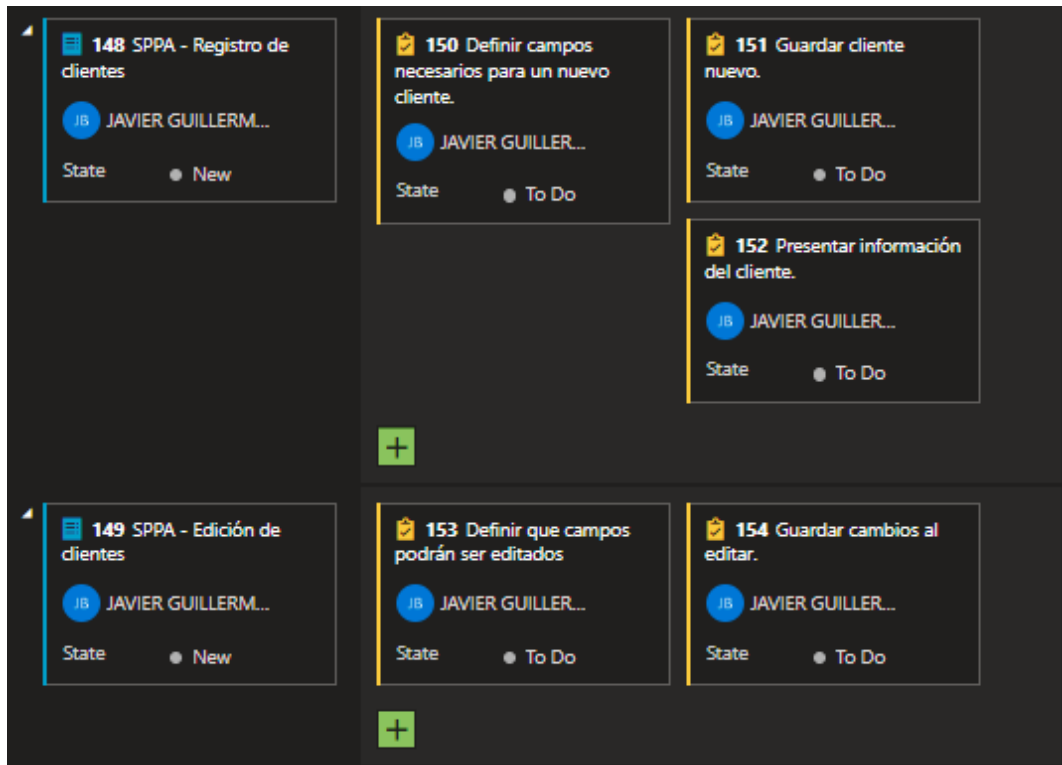 148 SPPA - Registro de
clientes
JB JAVIER GUILLERM...
State New
150 Definir campos
necesarios para un nuevo
cliente.
JB JAVIER GUILLER...
State To Do
151 Guardar cliente
nuevo.
JB JAVIER GUILLER...
State To Do
152 Presentar información
del cliente.
JB JAVIER GUILLER...
State To Do
149 SPPA - Edición de
clientes
JB JAVIER GUILLERM...
State New
153 Definir que campos
podrán ser editados
JB JAVIER GUILLER...
State To Do
154 Guardar cambios al
editar.
JB JAVIER GUILLER...
State To Do